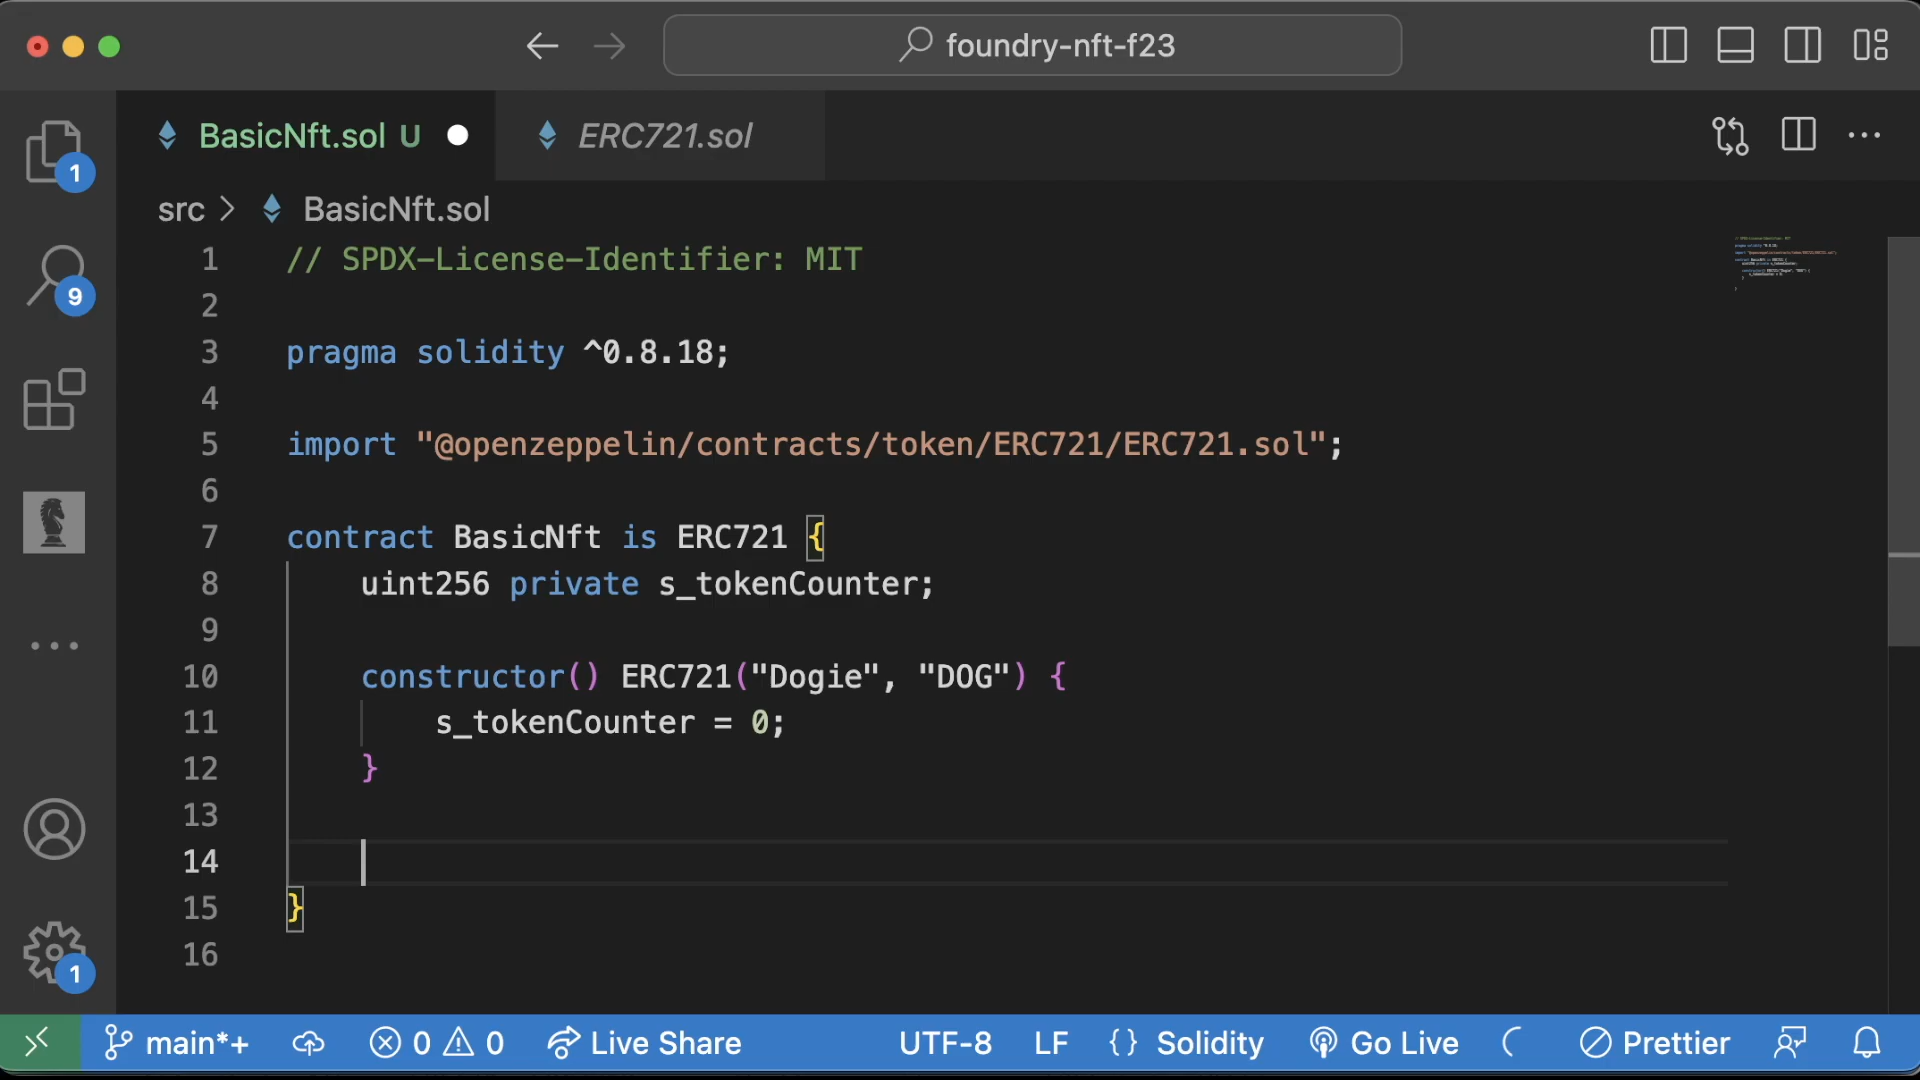 foundry-nft-f23
BasicNft.sol U
ERC721.sol
src > BasicNft.sol
1
9
1
1 // SPDX-License-Identifier: MIT
2
3 pragma solidity ^0.8.18;
4
5 import "@openzeppelin/contracts/token/ERC721/ERC721.sol";
6
7 contract BasicNft is ERC721 {
8 uint256 private s_tokenCounter;
9
10 constructor() ERC721("Dogie", "DOG") {
11 s_tokenCounter = 0;
12 }
13
14
15 }
16
main*+ 0 0 Live Share UTF-8 LF {} Solidity Go Live Prettier